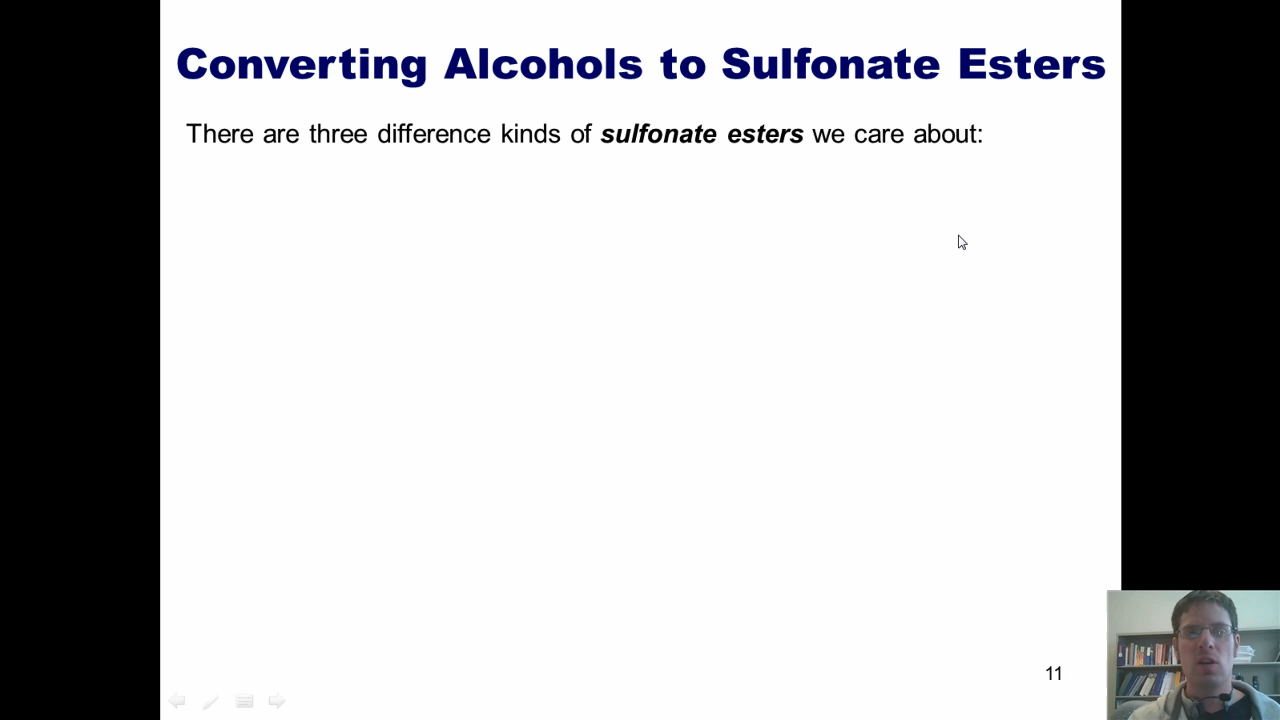 Converting Alcohols to Sulfonate Esters
There are three difference kinds of sulfonate esters we care about:
11